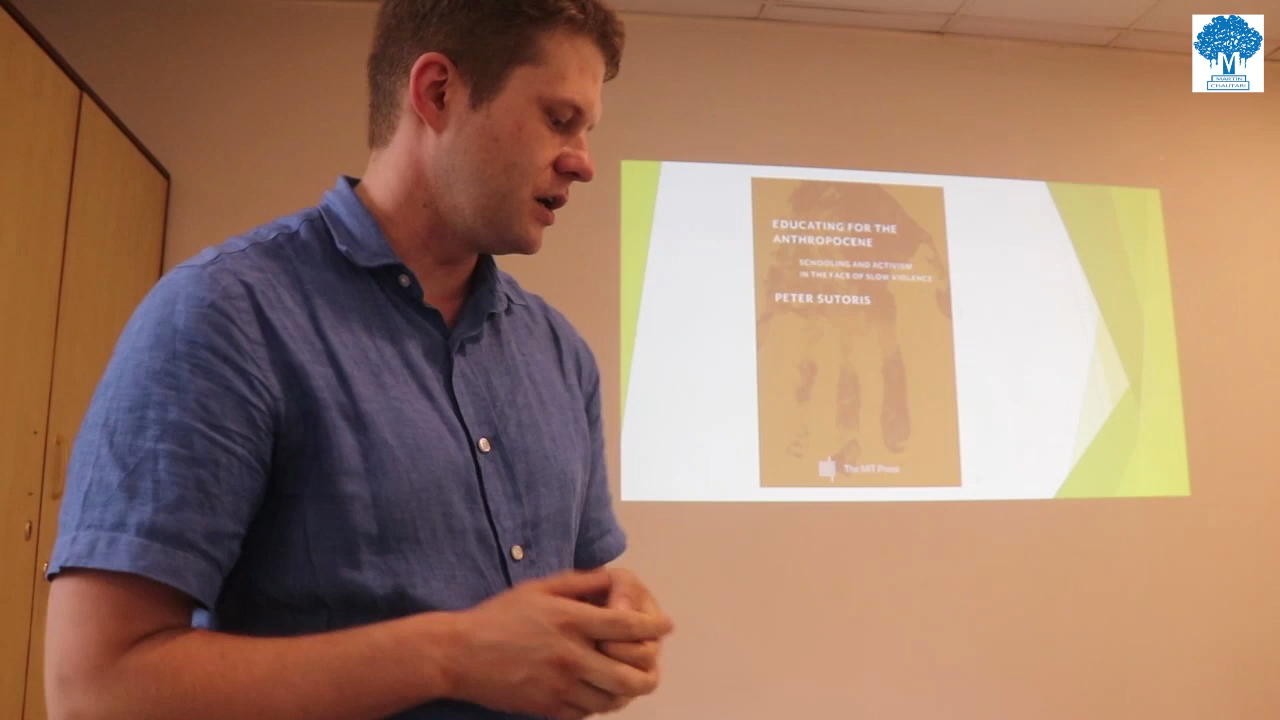 MARTIN
CHAUTARI
EDUCATING FOR THE
ANTHROPOCENE
SCHOOLING AND ACTIVISM
IN THE FACE OF SLOW VIOLENCE
PETER SUTORIS
The MIT Press